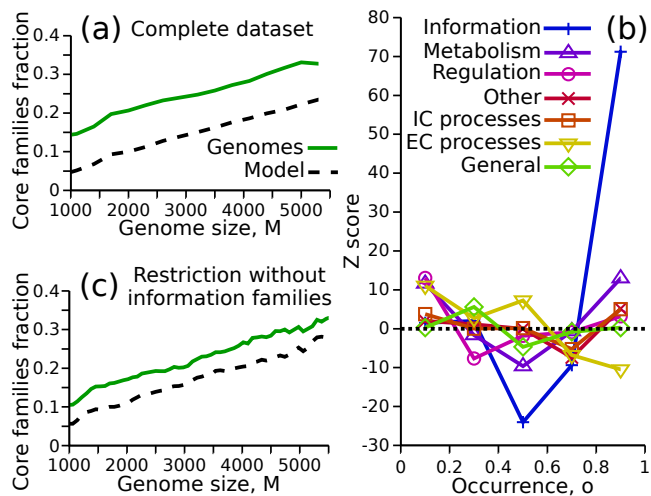 (a) Complete dataset
Core families fraction
0.4
0.3
0.2
0.1
0
Genomes
Model
1000 2000 3000 4000 5000
Genome size, M
(c) Restriction without
information families
Core families fraction
0.4
0.3
0.2
0.1
0
1000 2000 3000 4000 5000
Genome size, M
(b)
Information
Metabolism
Regulation
Other
IC processes
EC processes
General
Z score
80
70
60
50
40
30
20
10
0
-10
-20
-30
0 0.2 0.4 0.6 0.8 1
Occurrence, o